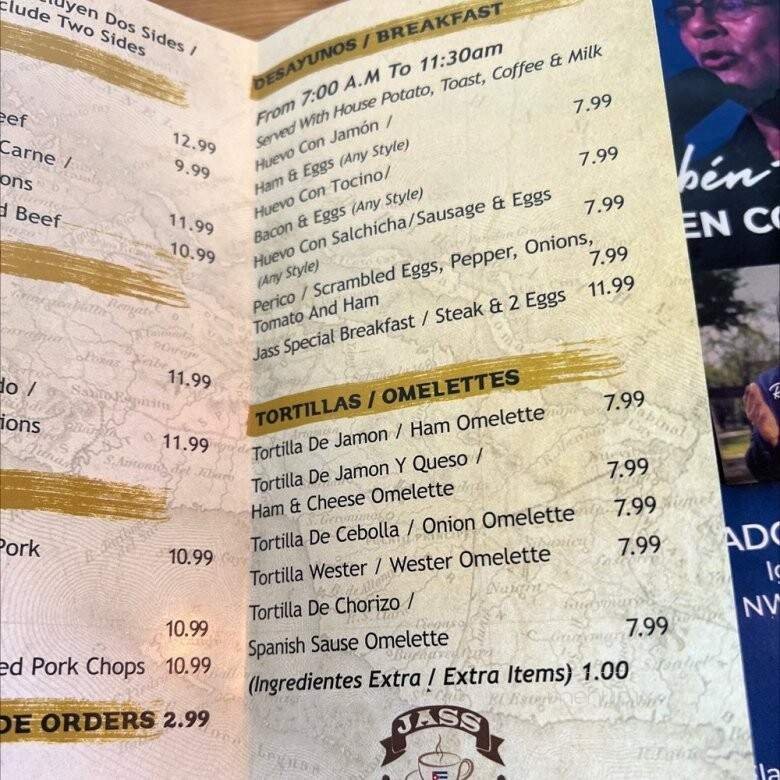 Dos Sides /
clude Two Sides
12.99
Carne /
9.99
Beef 11.99
10.99
11.99
11.99
Pork 10.99
10.99
Pork Chops 10.99
DE ORDERS 2.99
DESAYUNOS / BREAKFAST
From 7:00 A.M To 11:30am
Served With House Potato, Toast, Coffee & Milk
Huevo Con Jamón / 7.99
Ham & Eggs (Any Style)
Huevo Con Tocino/ 7.99
Bacon & Eggs (Any Style)
Huevo Con Salchicha/Sausage & Eggs 7.99
(Any Style)
Perico / Scrambled Eggs, Pepper, Onions,
Tomato And Ham 7.99
Jass Special Breakfast / Steak & 2 Eggs 11.99
TORTILLAS / OMELETTES
Tortilla De Jamon / Ham Omelette 7.99
Tortilla De Jamon Y Queso /
Ham & Cheese Omelette 7.99
Tortilla De Cebolla / Onion Omelette 7.99
Tortilla Wester / Wester Omelette 7.99
Tortilla De Chorizo /
Spanish Sause Omelette 7.99
(Ingredientes Extra / Extra Items) 1.00
JASS
bén
EN CO
ADO
NW